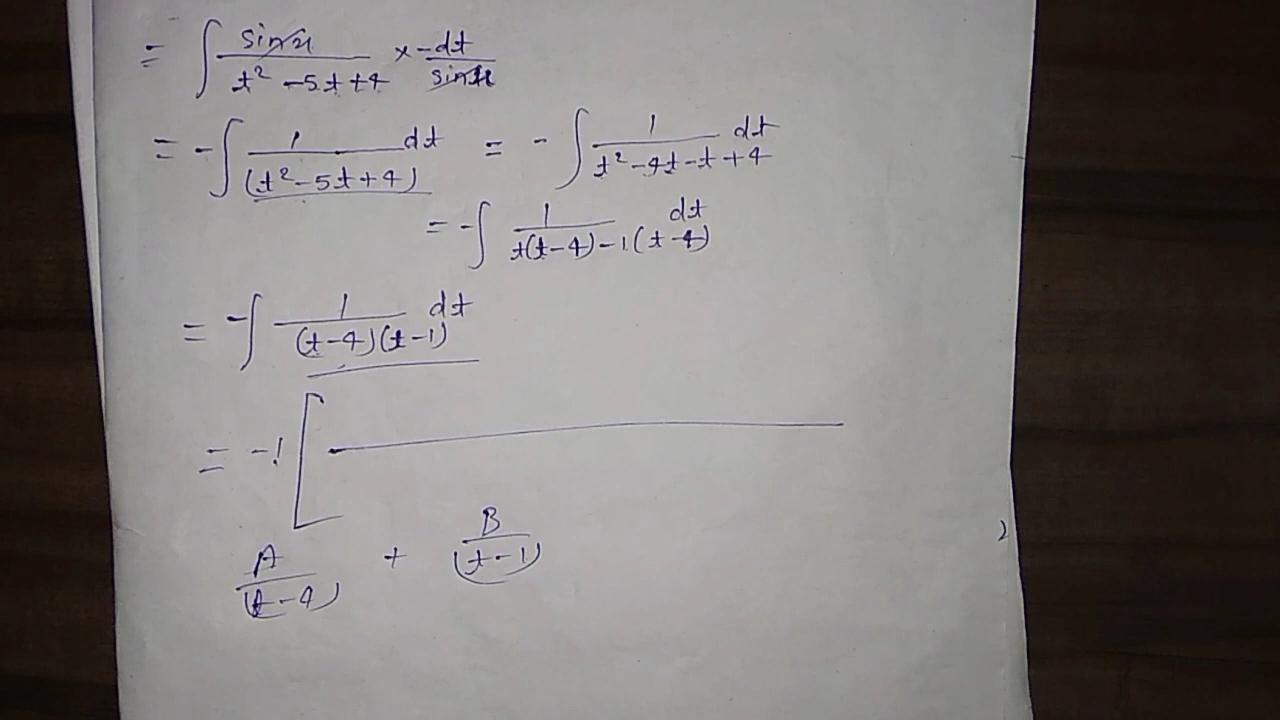 = ∫ sinx / (t² - 5t + 4) × -dt / sinx
= -∫ 1 / (t² - 5t + 4) dt = -∫ 1 / (t² - 4t - t + 4) dt
= -∫ 1 / (t(t-4) - 1(t-4)) dt
= -∫ 1 / ((t-4)(t-1)) dt
= -1 [
A / (t-4) + B / (t-1)